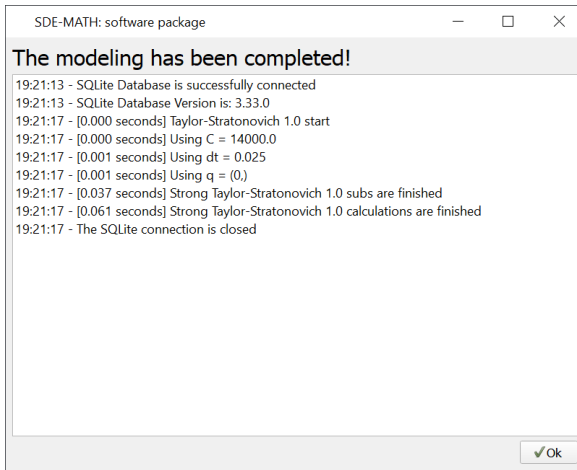 SDE-MATH: software package
The modeling has been completed!
19:21:13 - SQLite Database is successfully connected
19:21:13 - SQLite Database Version is: 3.33.0
19:21:17 - [0.000 seconds] Taylor-Stratonovich 1.0 start
19:21:17 - [0.000 seconds] Using C = 14000.0
19:21:17 - [0.001 seconds] Using dt = 0.025
19:21:17 - [0.001 seconds] Using q = (0,)
19:21:17 - [0.037 seconds] Strong Taylor-Stratonovich 1.0 subs are finished
19:21:17 - [0.061 seconds] Strong Taylor-Stratonovich 1.0 calculations are finished
19:21:17 - The SQLite connection is closed
Ok